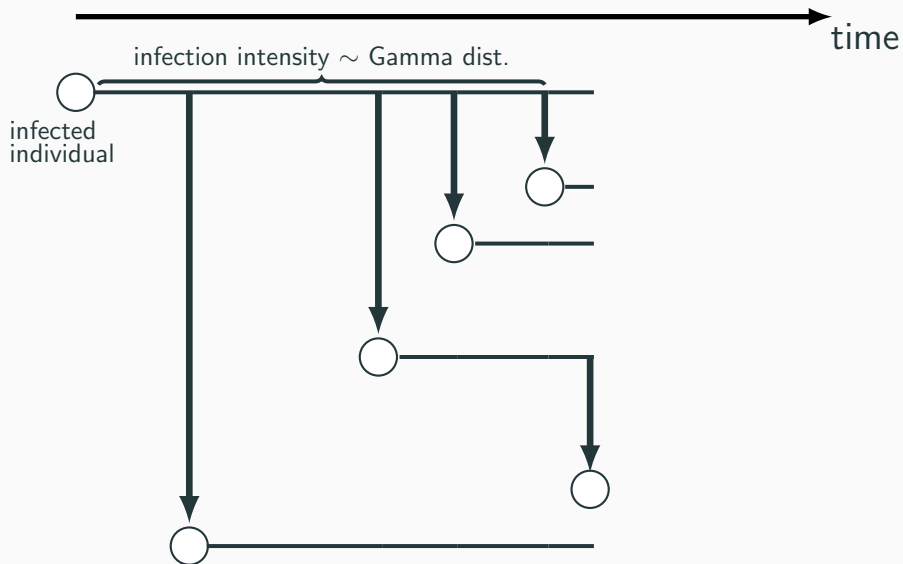 time
infection intensity ∼ Gamma dist.
infected
individual